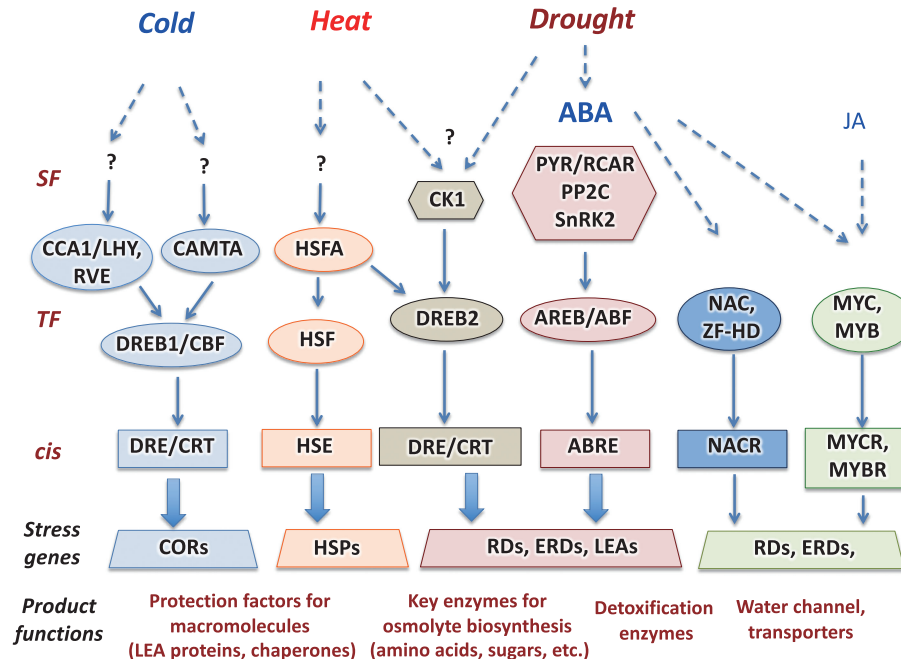 Cold
Heat
Drought
ABA
JA
?
?
?
?
SF
CK1
PYR/RCAR
PP2C
SnRK2
CCA1/LHY,
RVE
CAMTA
HSFA
TF
DREB1/CBF
HSF
DREB2
AREB/ABF
NAC,
ZF-HD
MYC,
MYB
cis
DRE/CRT
HSE
DRE/CRT
ABRE
NACR
MYCR,
MYBR
Stress
genes
CORs
HSPs
RDs, ERDs, LEAs
RDs, ERDs,
Product
functions
Protection factors for
macromolecules
(LEA proteins, chaperones)
Key enzymes for
osmolyte biosynthesis
(amino acids, sugars, etc.)
Detoxification
enzymes
Water channel,
transporters